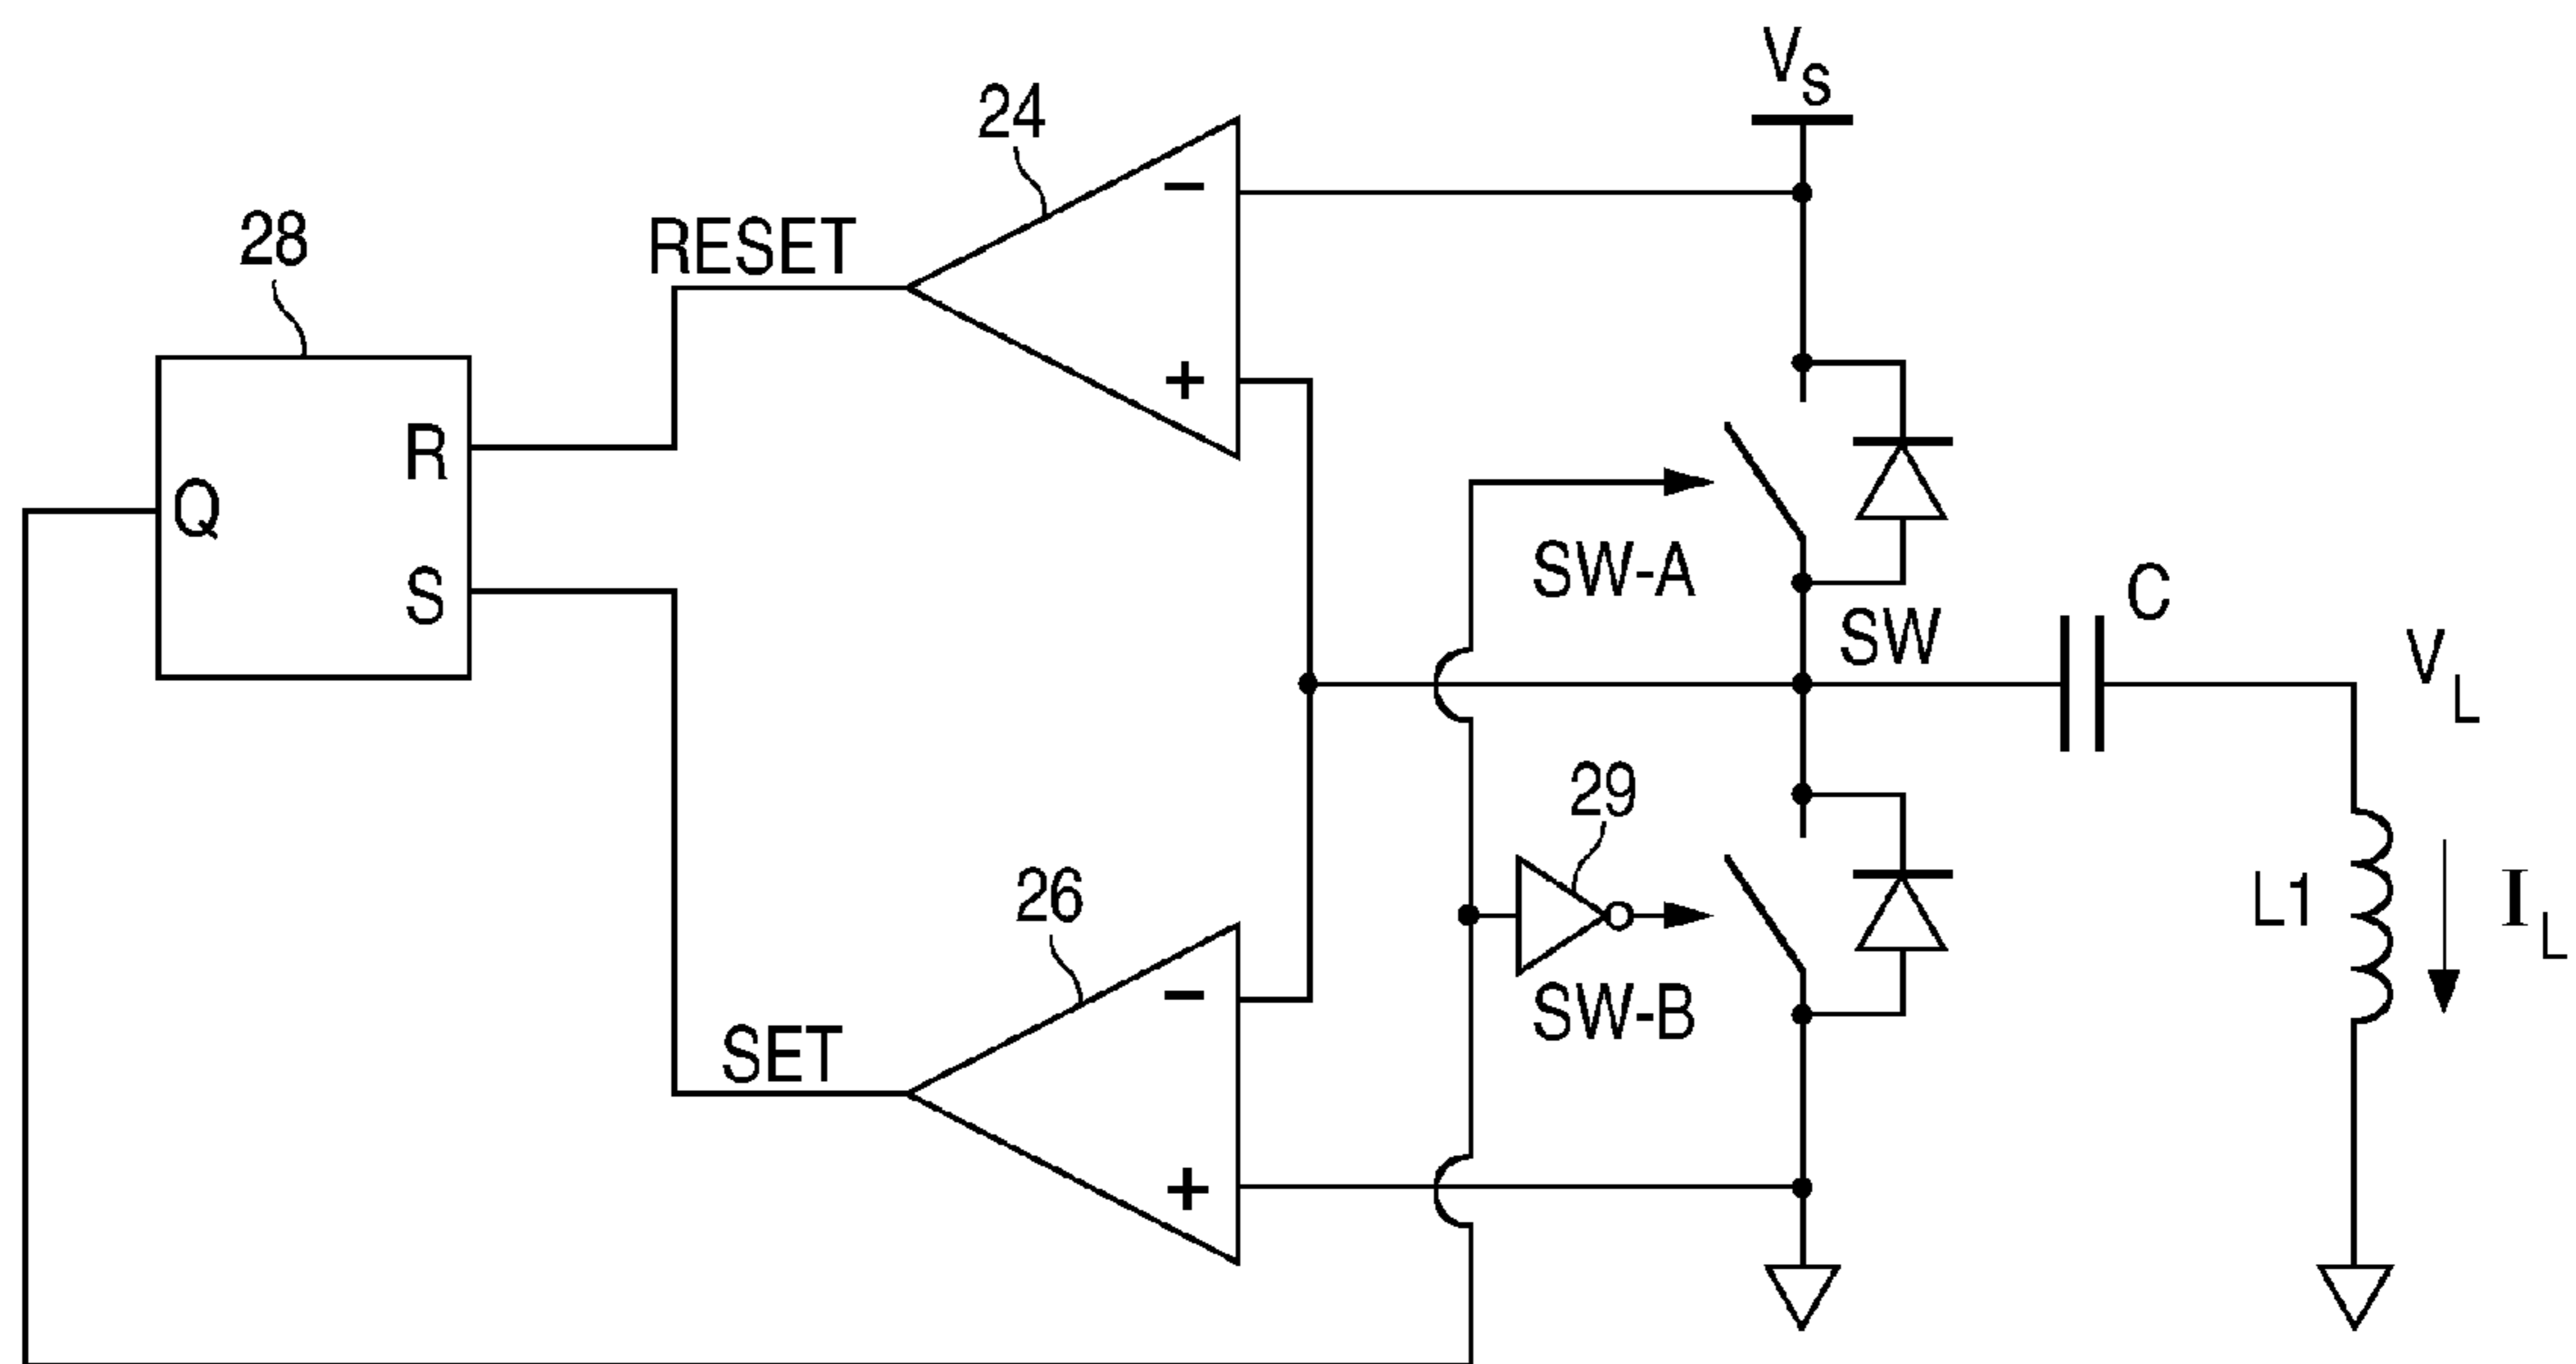 V_S
24
−
RESET
28
+
R
Q
S
SW-A
SW
C
V_L
29
26
L1
I_L
−
SW-B
SET
+